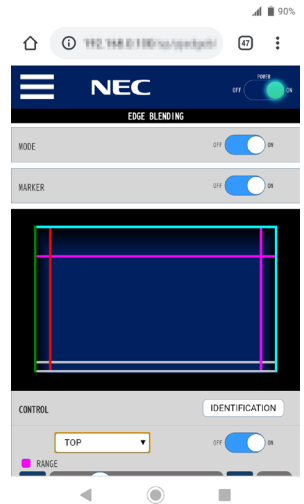 90%
47
NEC
POWER
OFF ON
EDGE BLENDING
MODE OFF ON
MARKER OFF ON
CONTROL IDENTIFICATION
TOP OFF ON
RANGE